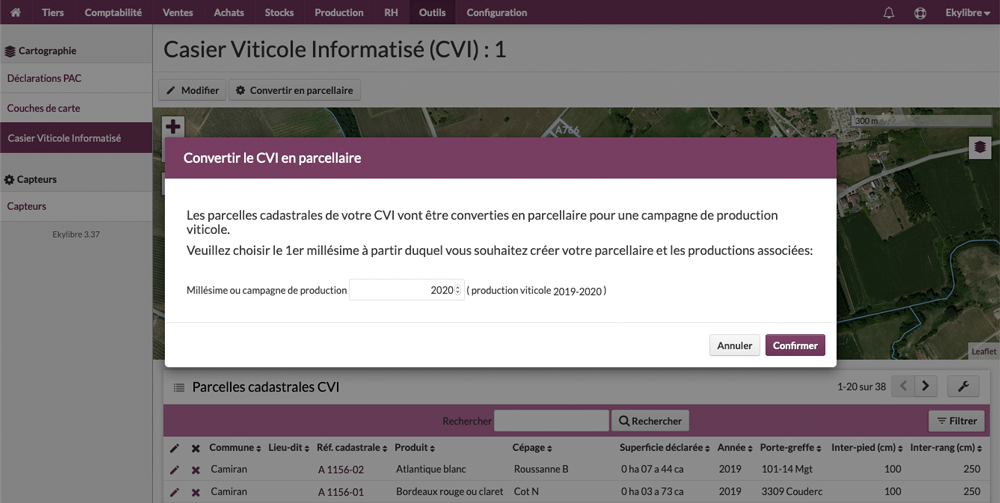 Tiers Comptabilité Ventes Achats Stocks Production RH Outils Configuration Ekylibre
Cartographie
Déclarations PAC
Couches de carte
Casier Viticole Informatisé
Capteurs
Capteurs
Ekylibre 3.37
Casier Viticole Informatisé (CVI) : 1
Modifier Convertir en parcellaire
A766
300 m
Convertir le CVI en parcellaire
Les parcelles cadastrales de votre CVI vont être converties en parcellaire pour une campagne de production
viticole.
Veuillez choisir le 1er millésime à partir duquel vous souhaitez créer votre parcellaire et les productions associées:
Millésime ou campagne de production 2020 ( production viticole 2019-2020 )
Annuler Confirmer
Leaflet
Parcelles cadastrales CVI 1-20 sur 38
Rechercher Rechercher Filtrer
Commune Lieu-dit Réf. cadastrale Produit Cépage Superficie déclarée Année Porte-greffe Inter-pied (cm) Inter-rang (cm)
Camiran A 1156-02 Atlantique blanc Roussanne B 0 ha 07 a 44 ca 2019 101-14 Mgt 100 250
Camiran A 1156-01 Bordeaux rouge ou claret Cot N 0 ha 03 a 73 ca 2019 3309 Couderc 100 250